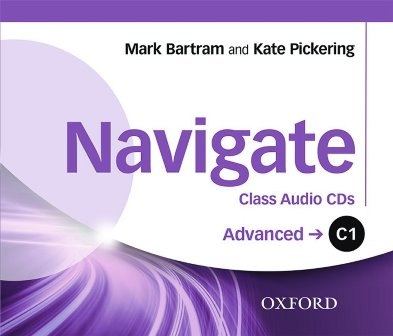 Mark Bartram and Kate Pickering
Navigate
Class Audio CDs
Advanced → C1
OXFORD